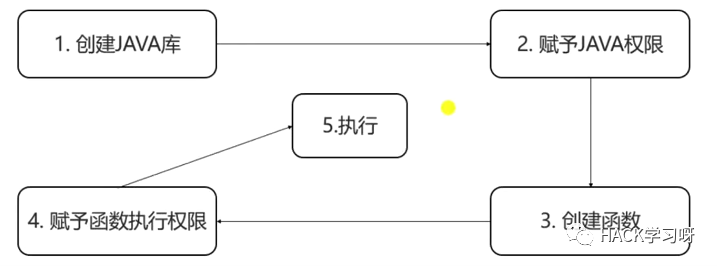 1. 创建JAVA库
2. 赋予JAVA权限
5.执行
4. 赋予函数执行权限
3. 创建函数
HACK学习呀